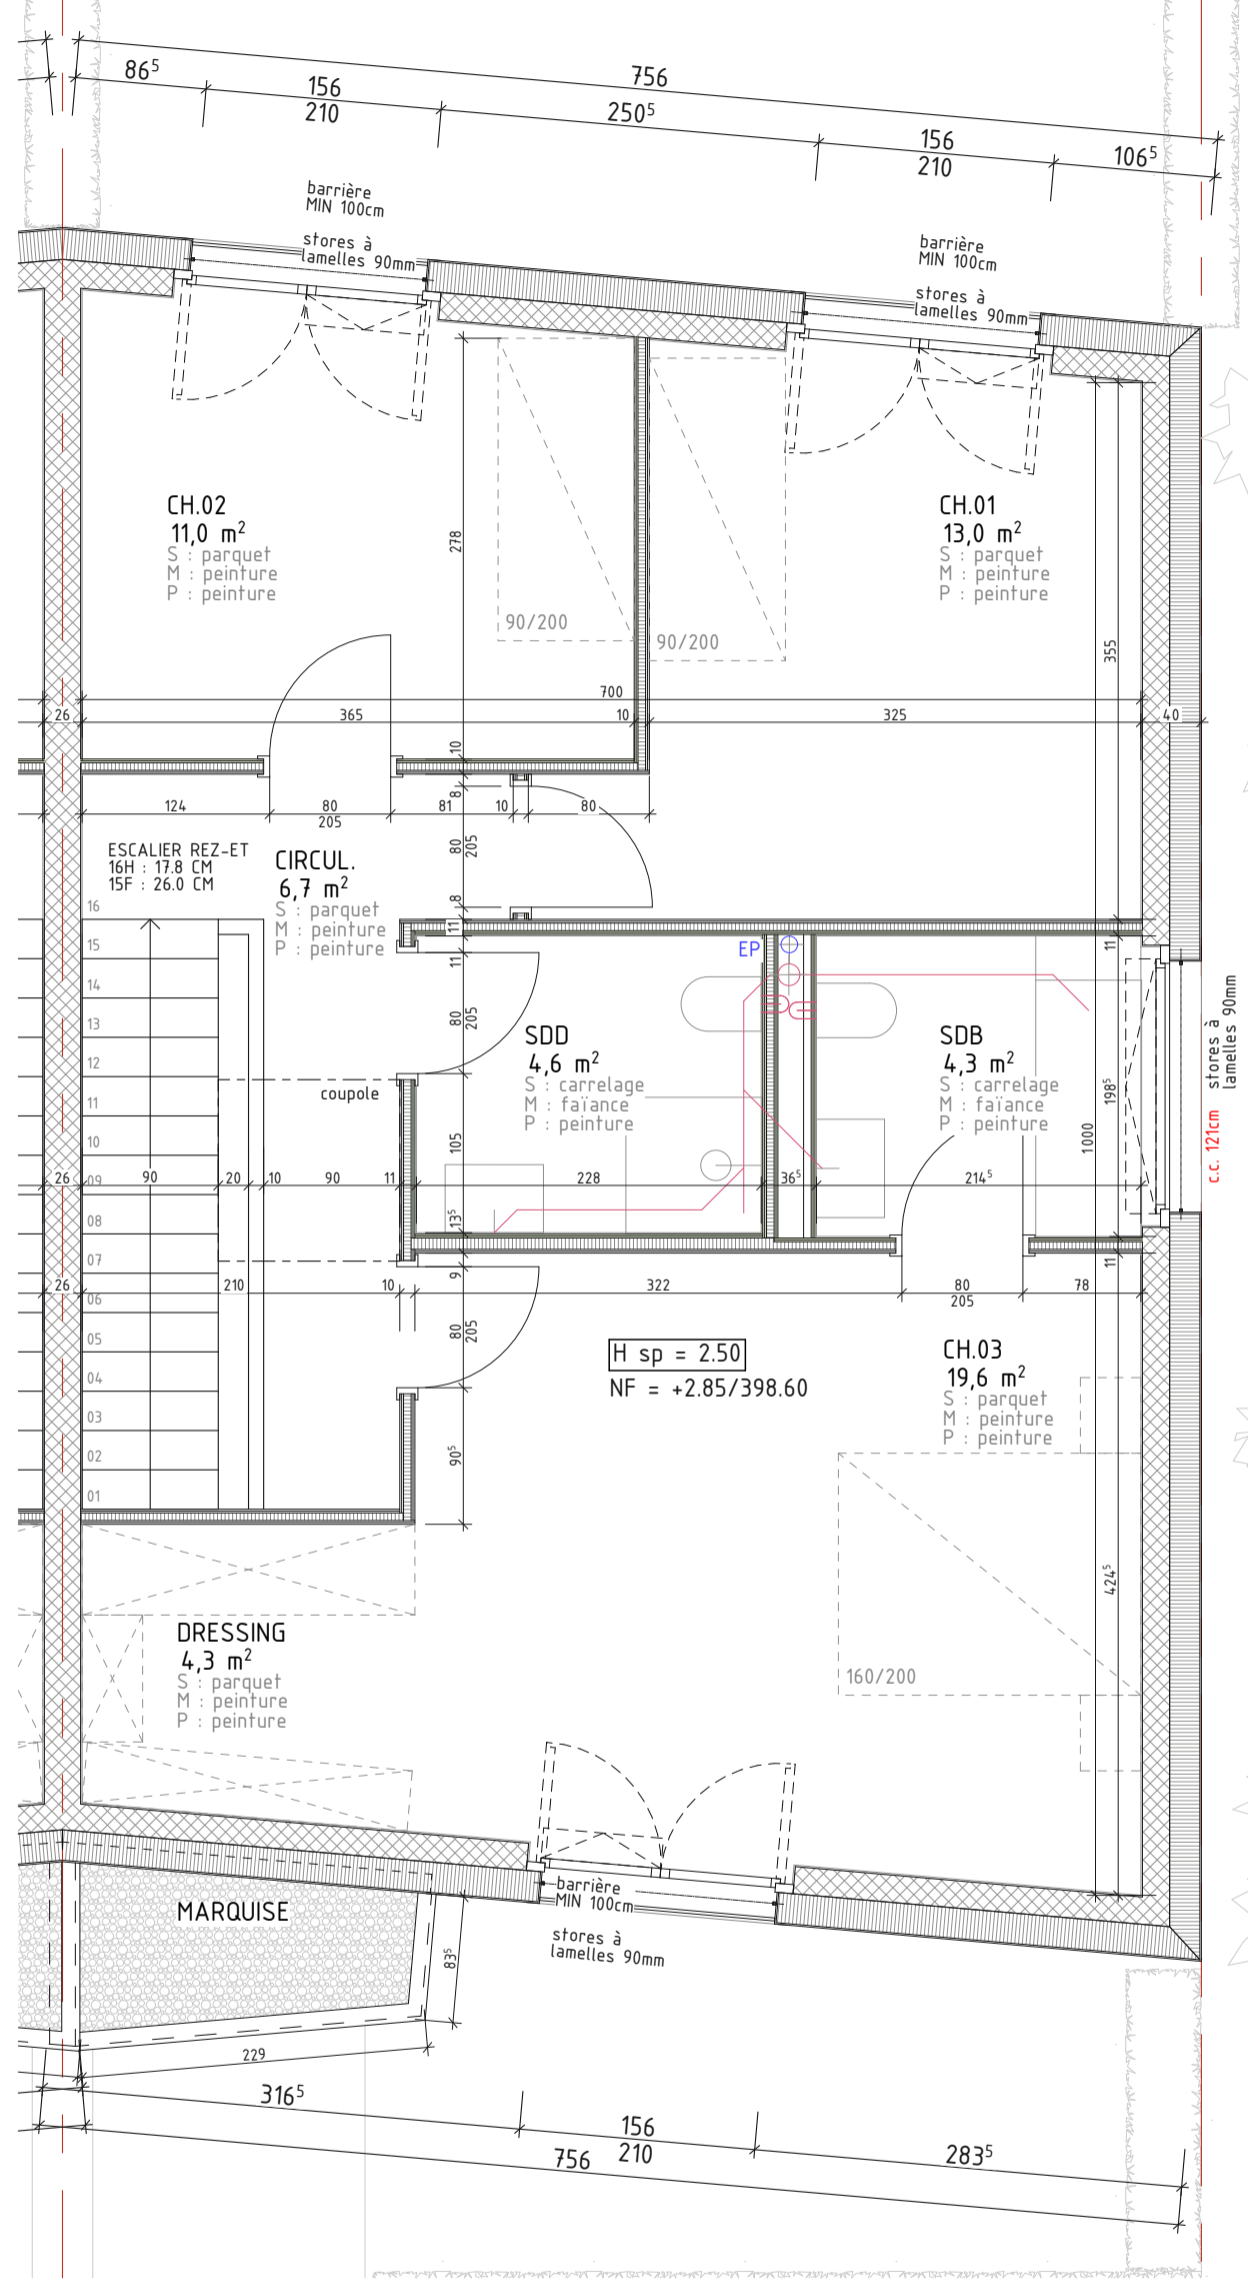 86⁵
156
210
756
250⁵
156
210
106⁵
barrière
MIN 100cm
stores à
lamelles 90mm
barrière
MIN 100cm
stores à
lamelles 90mm
CH.02
11,0 m²
S : parquet
M : peinture
P : peinture
278
90/200
CH.01
13,0 m²
S : parquet
M : peinture
P : peinture
90/200
355
700
26
365
10
325
40
10
124
80
205
81
10
80
8
80
205
8
11
ESCALIER REZ-ET
16H : 17.8 CM
15F : 26.0 CM
CIRCUL.
6,7 m²
S : parquet
M : peinture
P : peinture
16
15
14
13
12
11
10
09
08
07
06
05
04
03
02
01
11
80
205
EP
SDD
4,6 m²
S : carrelage
M : faïance
P : peinture
SDB
4,3 m²
S : carrelage
M : faïance
P : peinture
11
198⁵
1000
stores à
lamelles 90mm
c.c. 121cm
coupole
105
26
90
20
10
90
11
228
36⁵
214⁵
13⁵
9
11
26
210
10
322
80
205
78
80
205
H sp = 2.50
NF = +2.85/398.60
CH.03
19,6 m²
S : parquet
M : peinture
P : peinture
90⁵
424⁵
160/200
DRESSING
4,3 m²
S : parquet
M : peinture
P : peinture
barrière
MIN 100cm
stores à
lamelles 90mm
MARQUISE
83⁵
229
316⁵
156
210
283⁵
756